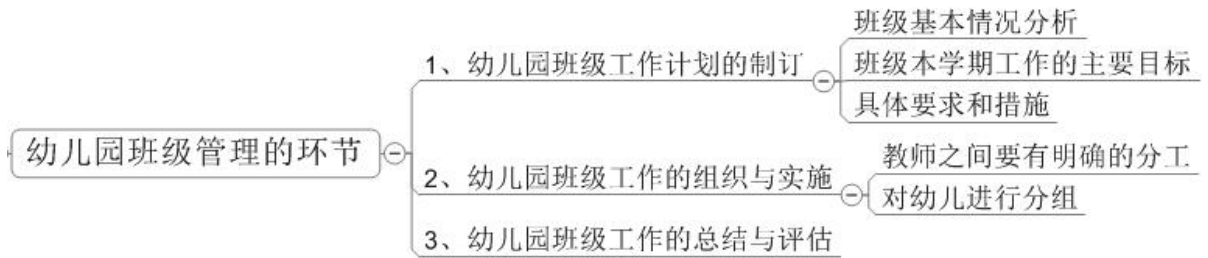 幼儿园班级管理的环节
1、幼儿园班级工作计划的制订
班级基本情况分析
班级本学期工作的主要目标
具体要求和措施
2、幼儿园班级工作的组织与实施
教师之间要有明确的分工
对幼儿进行分组
3、幼儿园班级工作的总结与评估